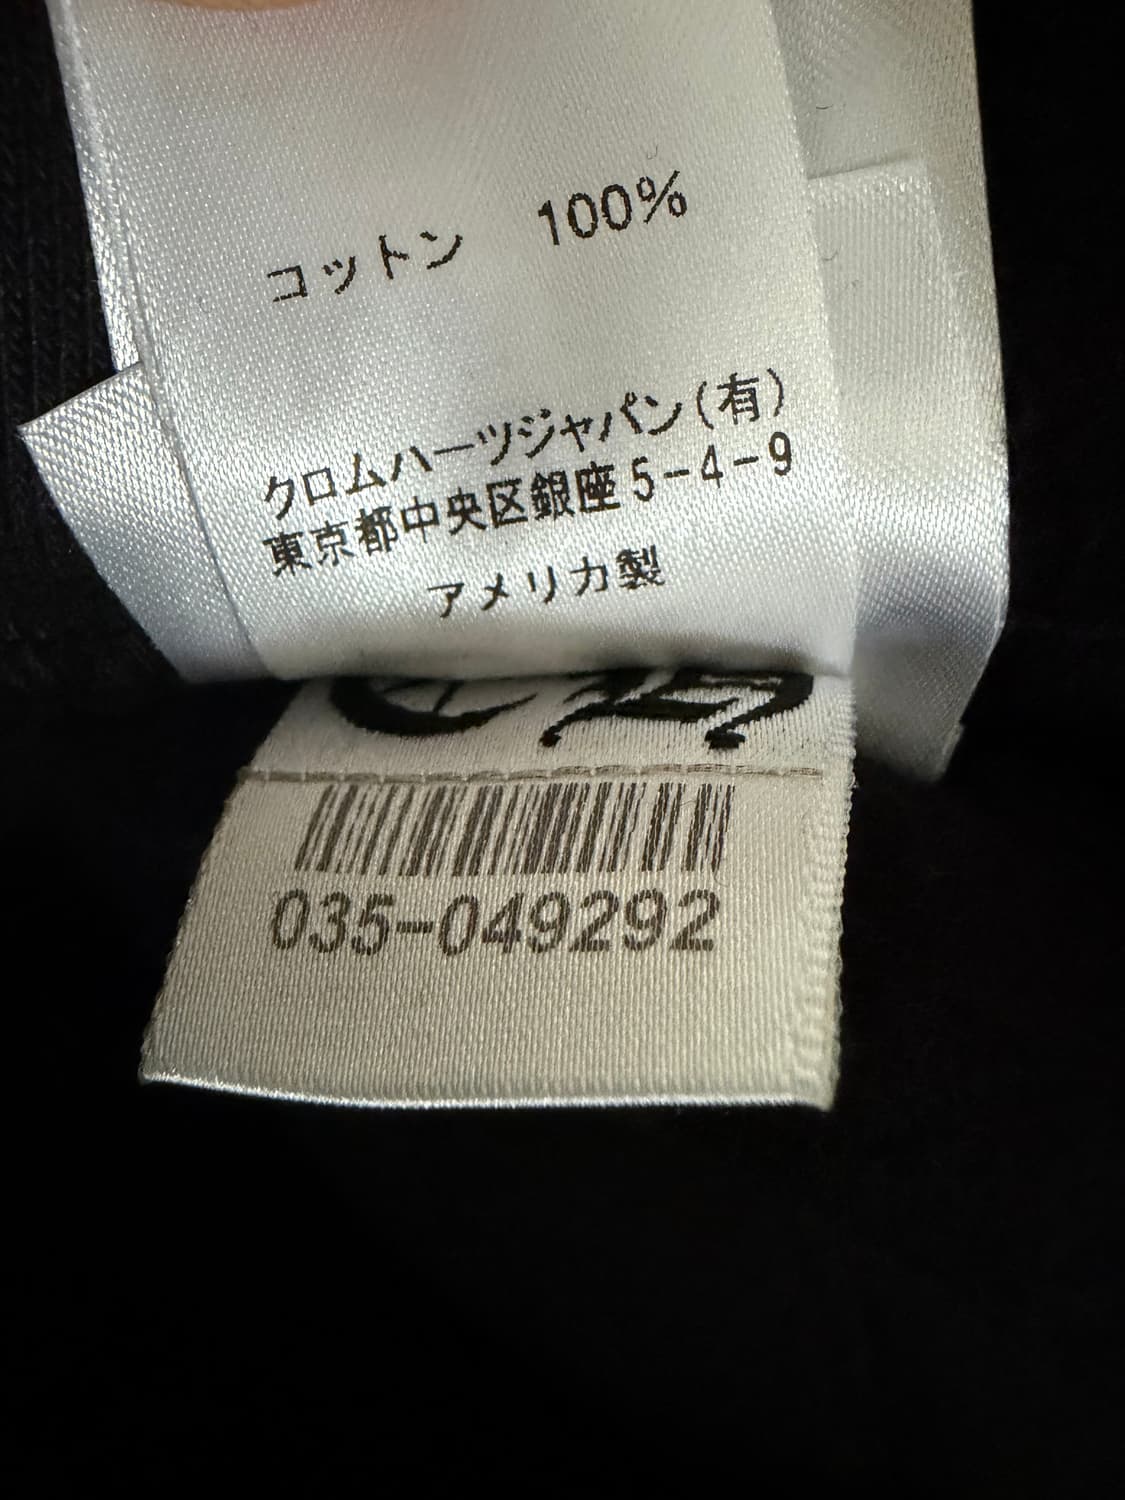 コットン 100%
クロムハーツジャパン(有)
東京都中央区銀座5-4-9
アメリカ製
CH
035-049292